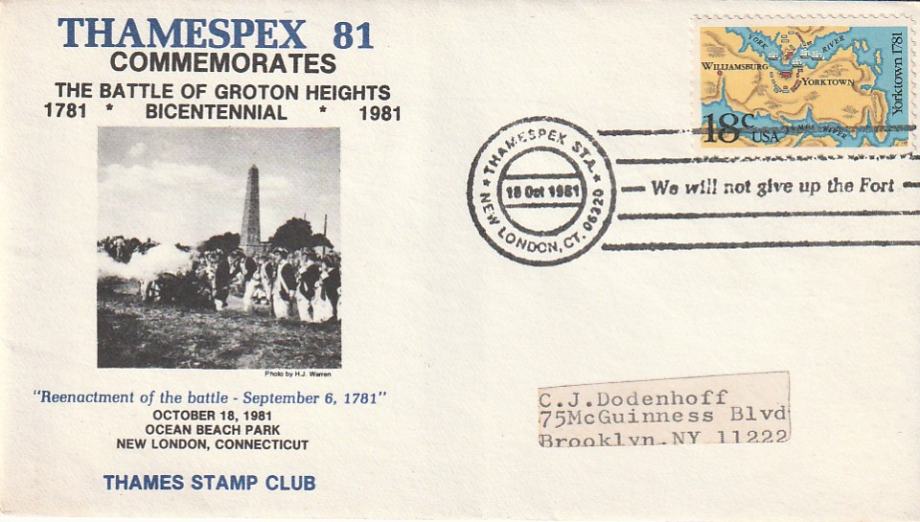 THAMESPEX 81
COMMEMORATES
THE BATTLE OF GROTON HEIGHTS
1781 * BICENTENNIAL * 1981
Photo by H.J. Warren
"Reenactment of the battle - September 6, 1781"
OCTOBER 18, 1981
OCEAN BEACH PARK
NEW LONDON, CONNECTICUT
THAMES STAMP CLUB
YORK RIVER
WILLIAMSBURG
YORKTOWN
Yorktown 1781
18c USA
RIVER
★ THAMESPEX STA. ★
18 Oct 1981
NEW LONDON, CT. 06320
We will not give up the Fort
C.J.Dodenhoff
75McGuinness Blvd
Brooklyn.NY 11222